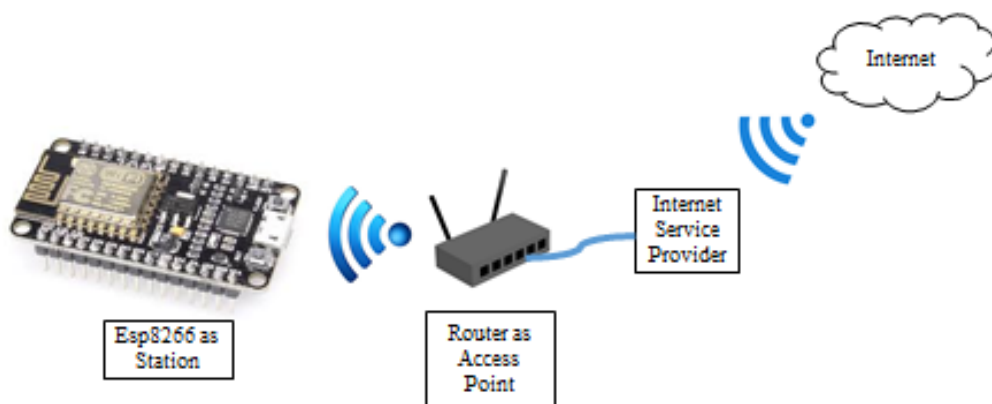 Internet
Internet
Service
Provider
Esp8266 as
Station
Router as
Access
Point